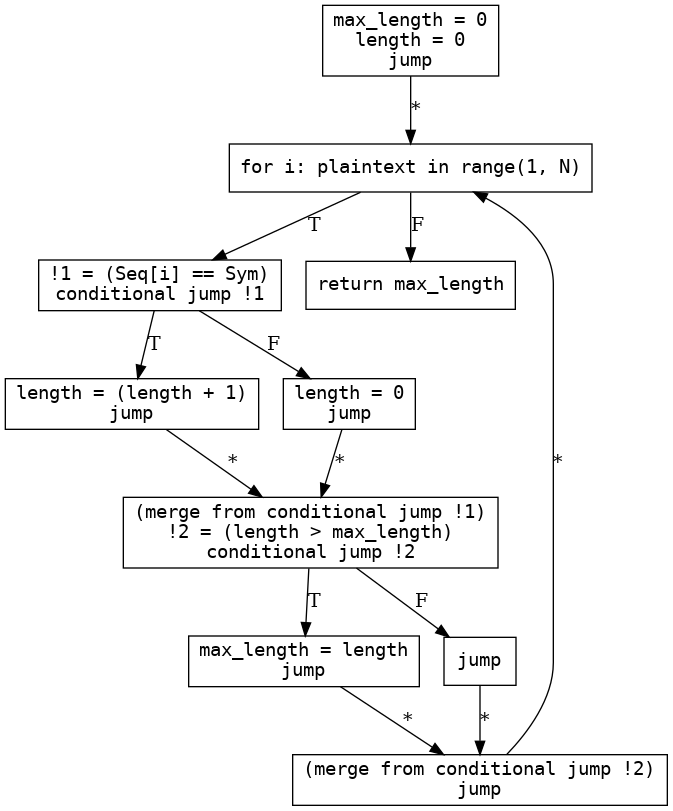 max_length = 0
length = 0
jump
*
for i: plaintext in range(1, N)
T
F
!1 = (Seq[i] == Sym)
conditional jump !1
return max_length
T
F
length = (length + 1)
jump
length = 0
jump
*
*
*
(merge from conditional jump !1)
!2 = (length > max_length)
conditional jump !2
T
F
max_length = length
jump
jump
*
*
(merge from conditional jump !2)
jump